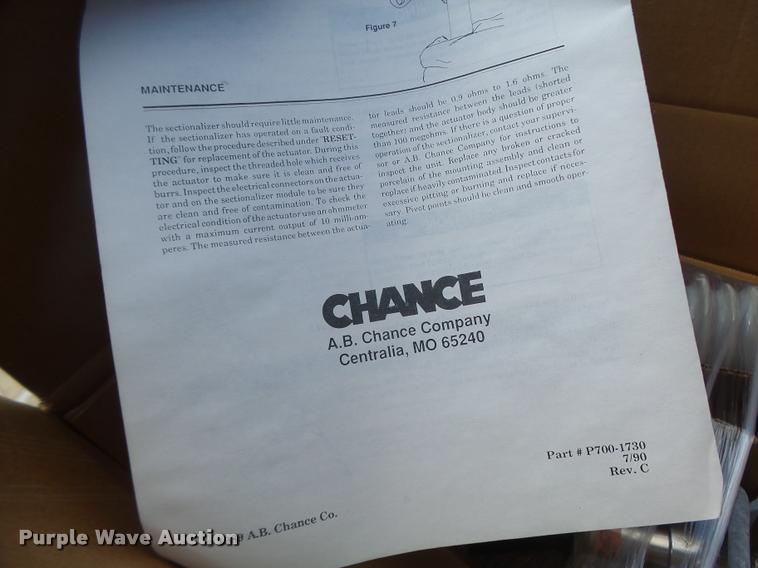 Figure 7
MAINTENANCE
The sectionalizer should require little maintenance.
If the sectionalizer has operated on a fault condi-
tion, follow the procedure described under "RESET-
TING" for replacement of the actuator. During this
procedure, inspect the threaded hole which receives
the actuator to make sure it is clean and free of
burrs. Inspect the electrical connectors on the actua-
tor and on the sectionalizer module to be sure they
are clean and free of contamination. To check the
electrical condition of the actuator use an ohmmeter
with a maximum current output of 10 milli-am-
peres. The measured resistance between the actua-
tor leads should be 0.9 ohms to 1.6 ohms. The
measured resistance between the leads (shorted
together) and the actuator body should be greater
than 100 megohms. If there is a question of proper
operation of the sectionalizer, contact your supervi-
sor or A.B. Chance Company for instructions to
inspect the unit. Replace any broken or cracked
porcelain of the mounting assembly and clean or
replace if heavily contaminated. Inspect contacts for
excessive pitting or burning and replace if neces-
sary. Pivot points should be clean and smooth oper-
ating.
CHANCE
A.B. Chance Company
Centralia, MO 65240
Part # P700-1730
7/90
Rev. C
A.B. Chance Co.
Purple Wave Auction